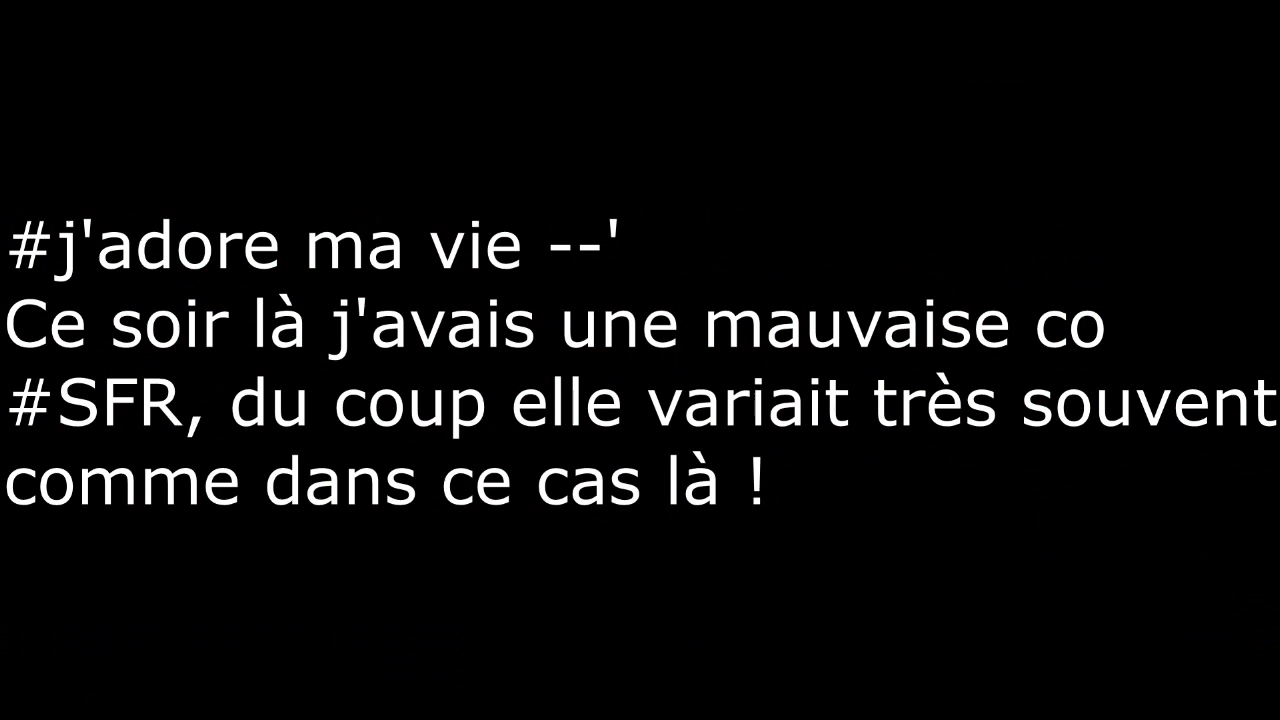 #j'adore ma vie --'
Ce soir là j'avais une mauvaise co
#SFR, du coup elle variait très souvent
comme dans ce cas là !